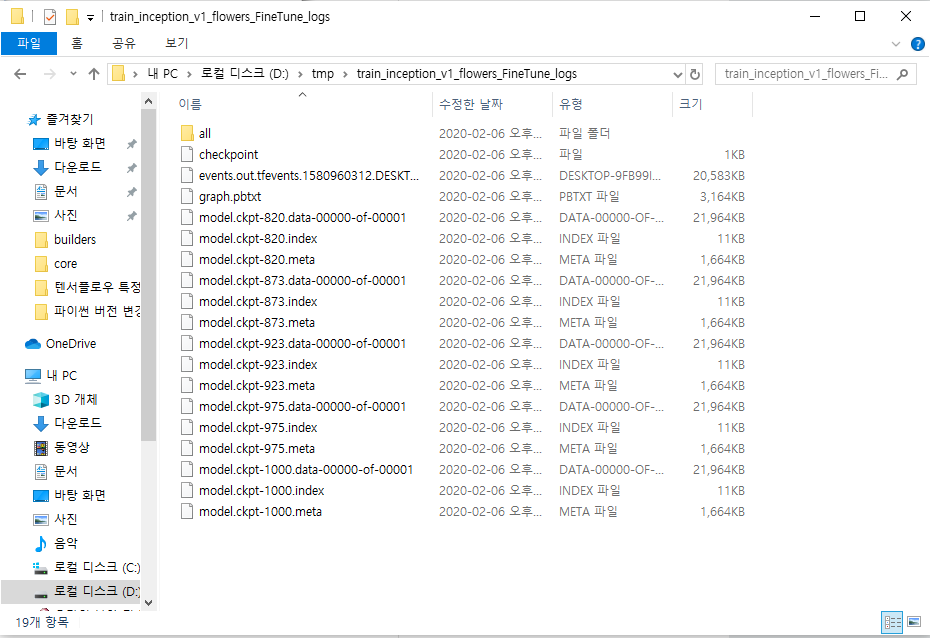 train_inception_v1_flowers_FineTune_logs
파일 홈 공유 보기
내 PC > 로컬 디스크 (D:) > tmp > train_inception_v1_flowers_FineTune_logs
train_inception_v1_flowers_Fi...
즐겨찾기
바탕 화면
다운로드
문서
사진
builders
core
텐서플로우 특정
파이썬 버전 변경
OneDrive
내 PC
3D 개체
다운로드
동영상
문서
바탕 화면
사진
음악
로컬 디스크 (C:)
로컬 디스크 (D:)
이름 수정한 날짜 유형 크기
all 2020-02-06 오후... 파일 폴더
checkpoint 2020-02-06 오후... 파일 1KB
events.out.tfevents.1580960312.DESKT... 2020-02-06 오후... DESKTOP-9FB99I... 20,583KB
graph.pbtxt 2020-02-06 오후... PBTXT 파일 3,164KB
model.ckpt-820.data-00000-of-00001 2020-02-06 오후... DATA-00000-OF-... 21,964KB
model.ckpt-820.index 2020-02-06 오후... INDEX 파일 11KB
model.ckpt-820.meta 2020-02-06 오후... META 파일 1,664KB
model.ckpt-873.data-00000-of-00001 2020-02-06 오후... DATA-00000-OF-... 21,964KB
model.ckpt-873.index 2020-02-06 오후... INDEX 파일 11KB
model.ckpt-873.meta 2020-02-06 오후... META 파일 1,664KB
model.ckpt-923.data-00000-of-00001 2020-02-06 오후... DATA-00000-OF-... 21,964KB
model.ckpt-923.index 2020-02-06 오후... INDEX 파일 11KB
model.ckpt-923.meta 2020-02-06 오후... META 파일 1,664KB
model.ckpt-975.data-00000-of-00001 2020-02-06 오후... DATA-00000-OF-... 21,964KB
model.ckpt-975.index 2020-02-06 오후... INDEX 파일 11KB
model.ckpt-975.meta 2020-02-06 오후... META 파일 1,664KB
model.ckpt-1000.data-00000-of-00001 2020-02-06 오후... DATA-00000-OF-... 21,964KB
model.ckpt-1000.index 2020-02-06 오후... INDEX 파일 11KB
model.ckpt-1000.meta 2020-02-06 오후... META 파일 1,664KB
19개 항목